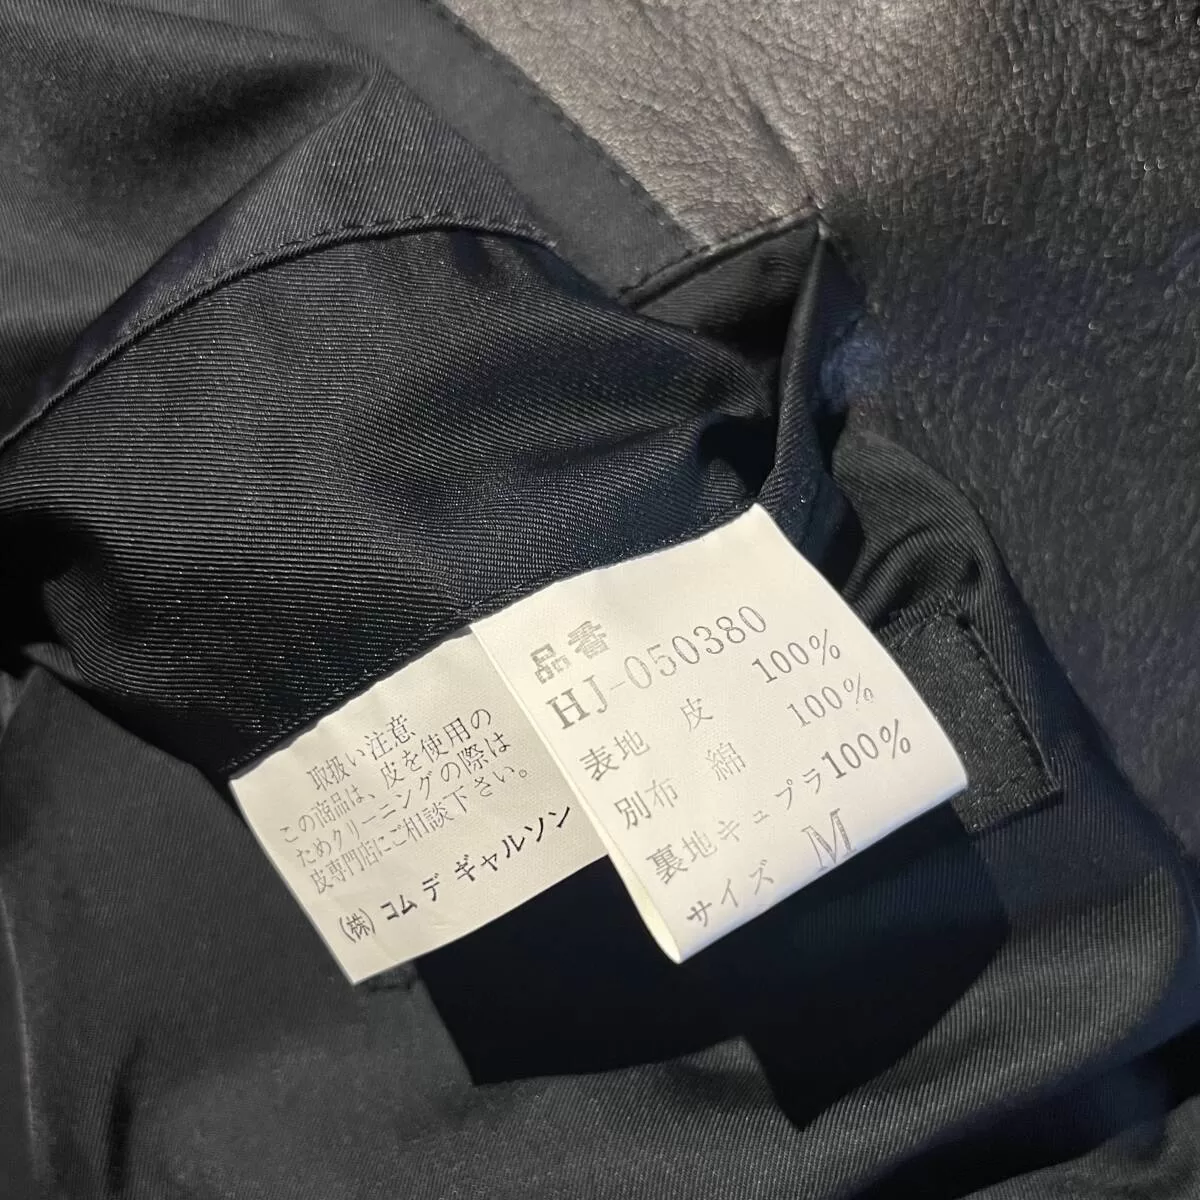 取扱い注意
この商品は、皮を使用の
ためクリーニングの際は
皮専門店にご相談下さい。
(株) コム デ ギャルソン
品番
HJ-050380
表地 皮 100%
別布 綿 100%
裏地キュプラ100%
サイズ M